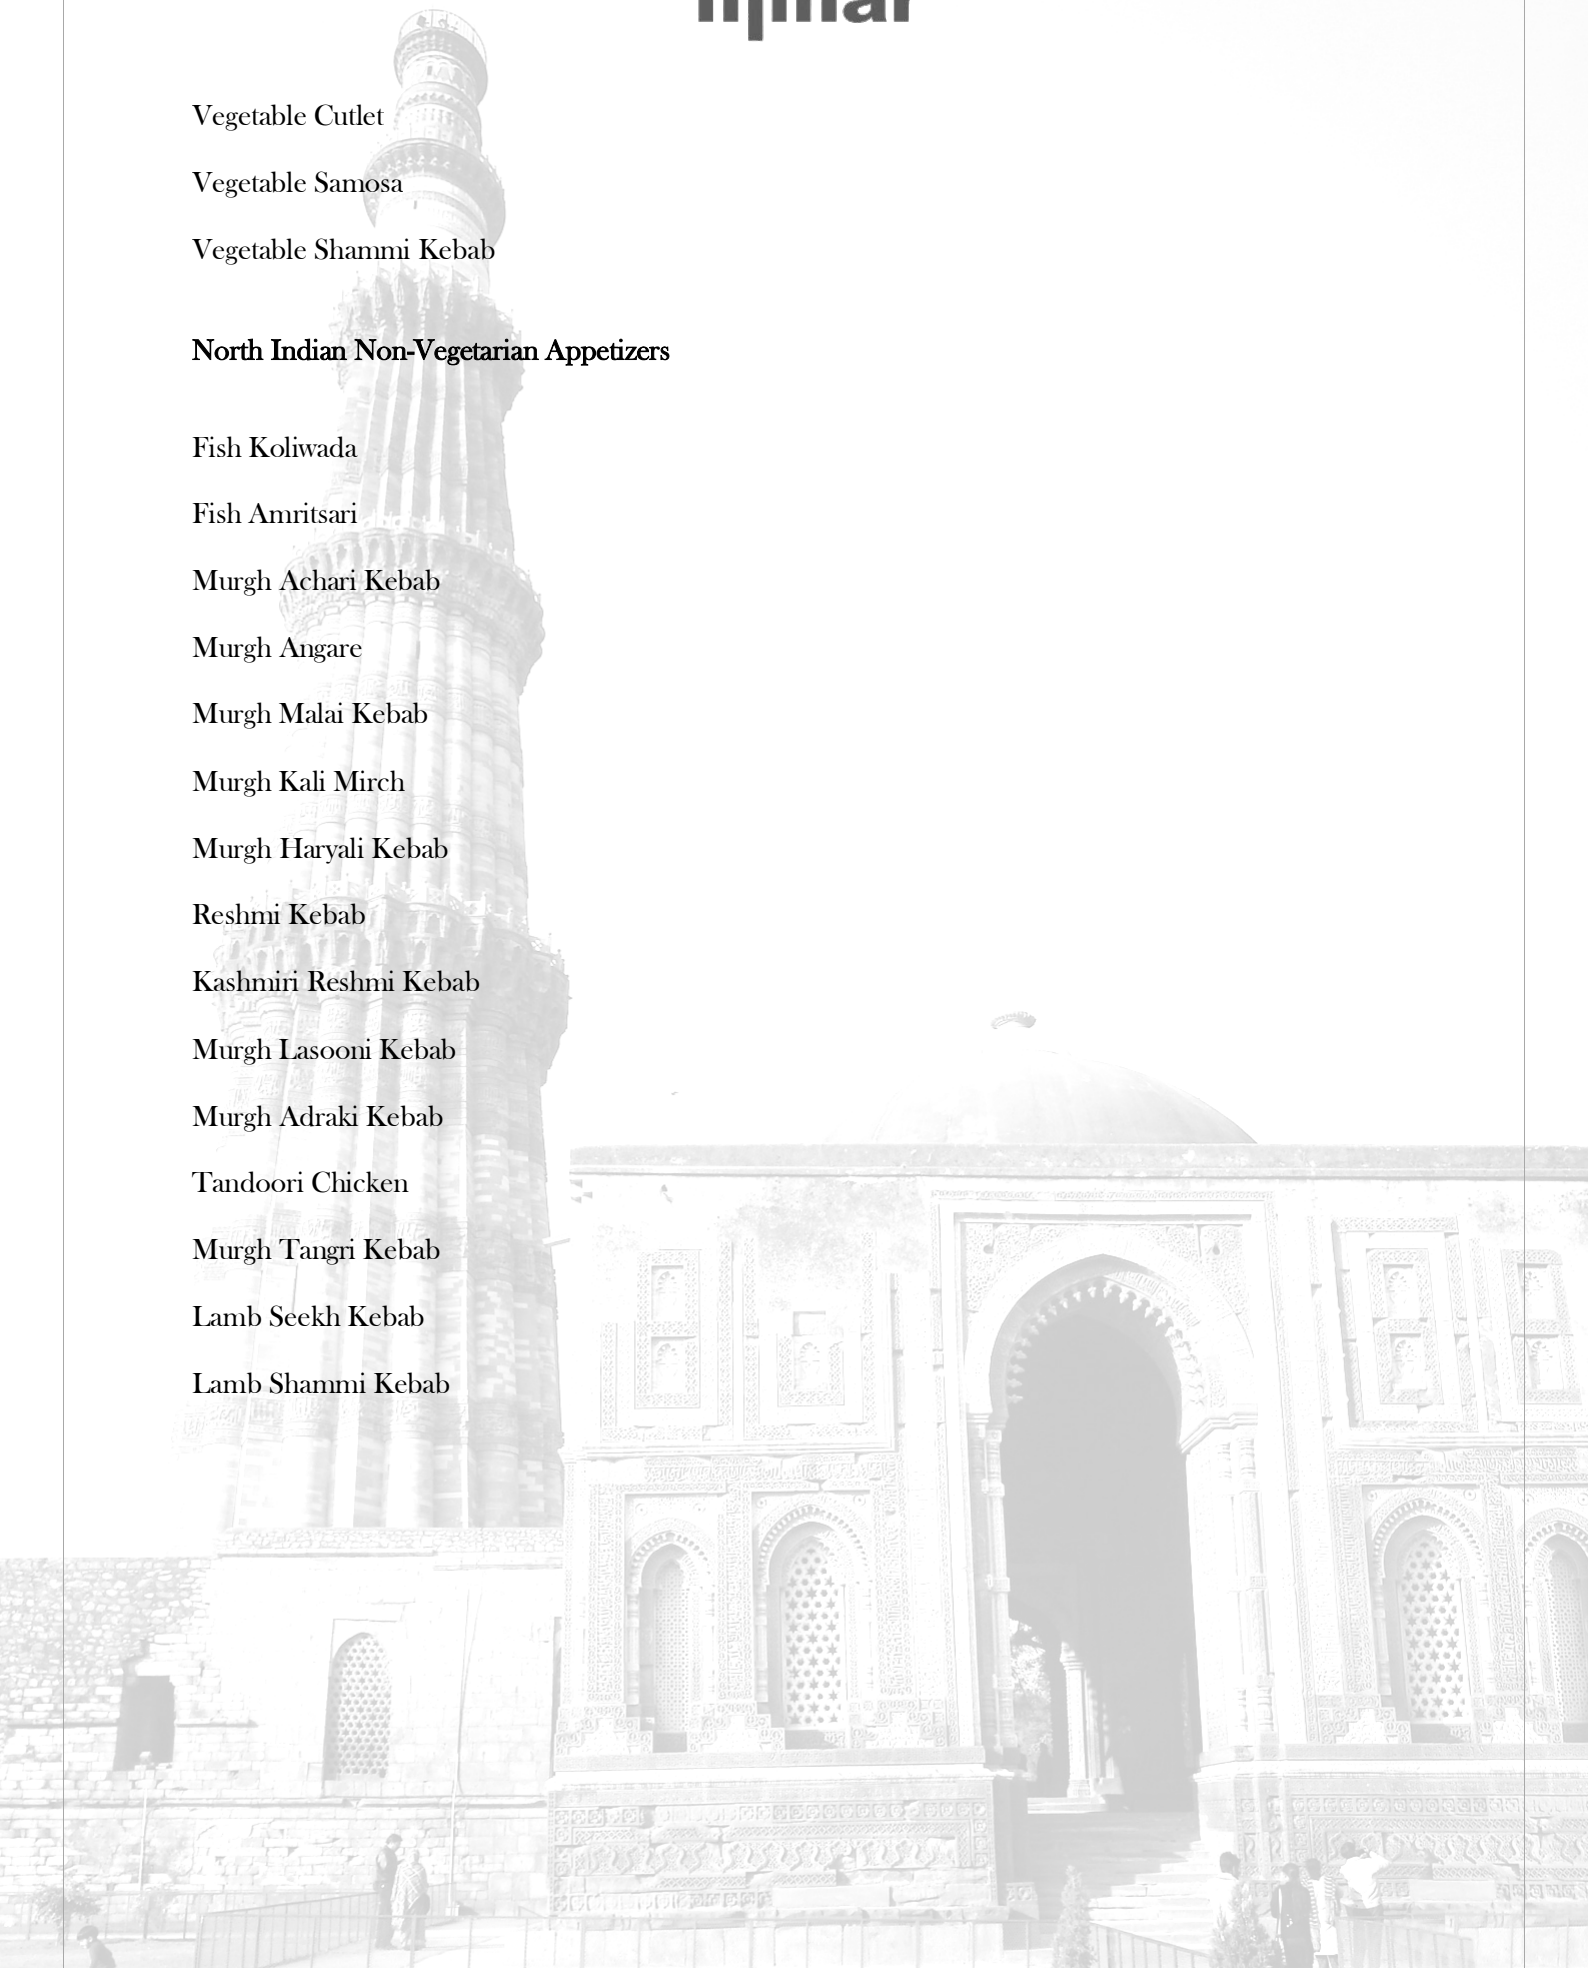 Vegetable Cutlet
Vegetable Samosa
Vegetable Shammi Kebab
North Indian Non-Vegetarian Appetizers
Fish Koliwada
Fish Amritsari
Murgh Achari Kebab
Murgh Angare
Murgh Malai Kebab
Murgh Kali Mirch
Murgh Haryali Kebab
Reshmi Kebab
Kashmiri Reshmi Kebab
Murgh Lasooni Kebab
Murgh Adraki Kebab
Tandoori Chicken
Murgh Tangri Kebab
Lamb Seekh Kebab
Lamb Shammi Kebab